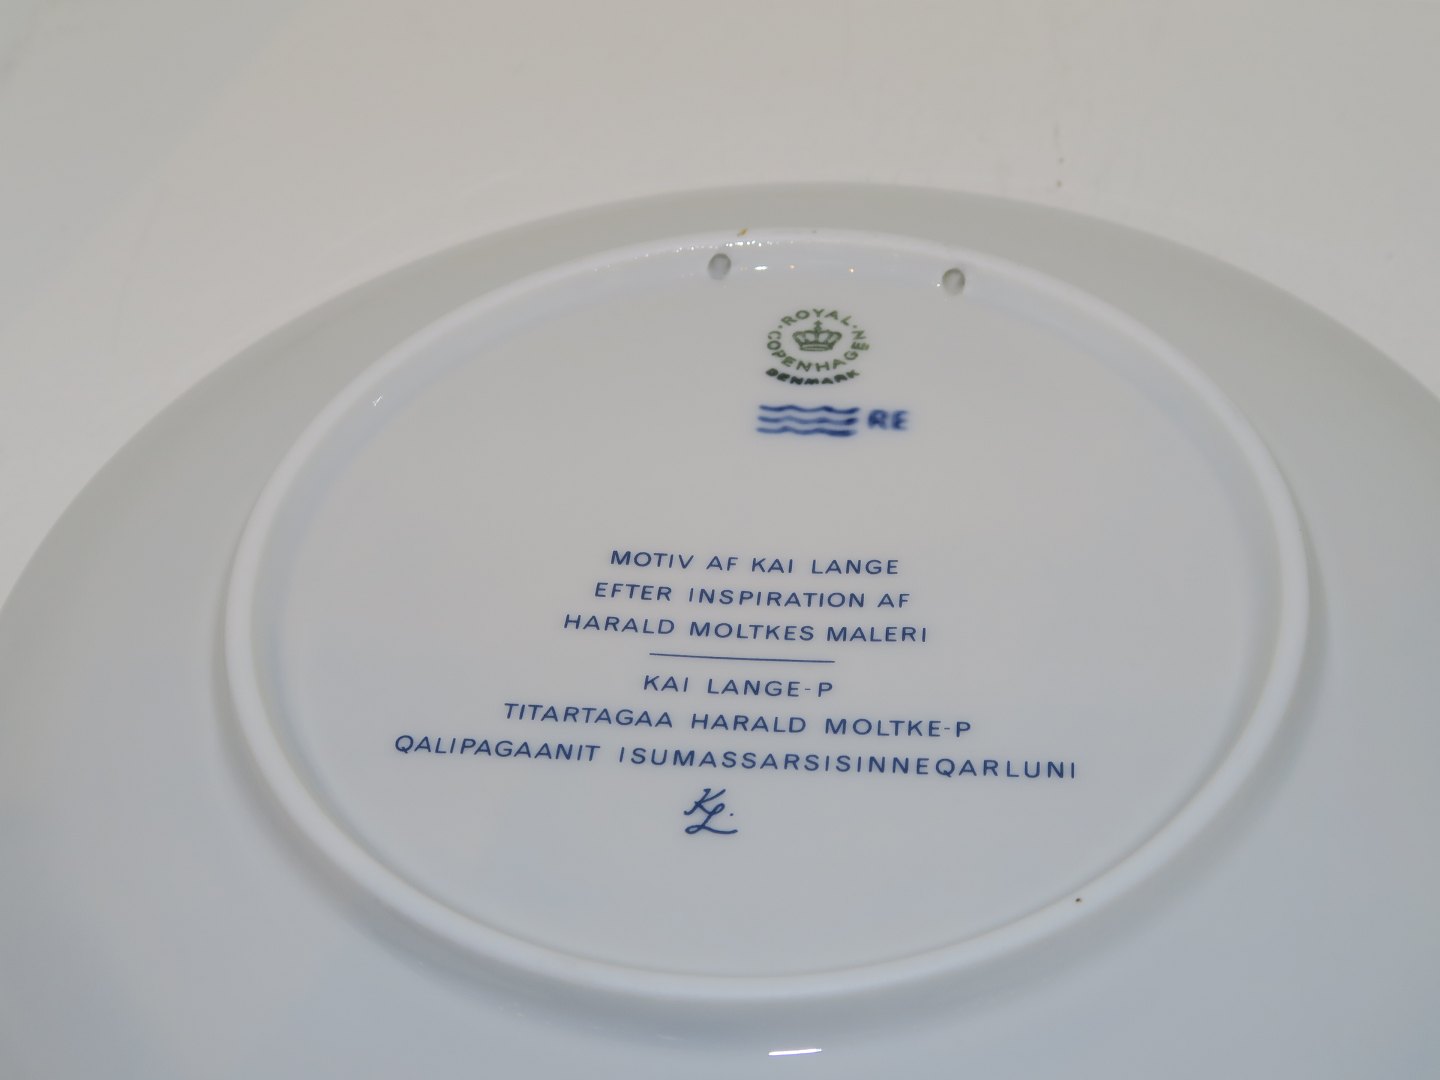 ROYAL
COPENHAGEN
DENMARK
RE
MOTIV AF KAI LANGE
EFTER INSPIRATION AF
HARALD MOLTKES MALERI
KAI LANGE-P
TITARTAGAA HARALD MOLTKE-P
QALIPAGAANIT ISUMASSARSISINNEQARLUNI
KL.